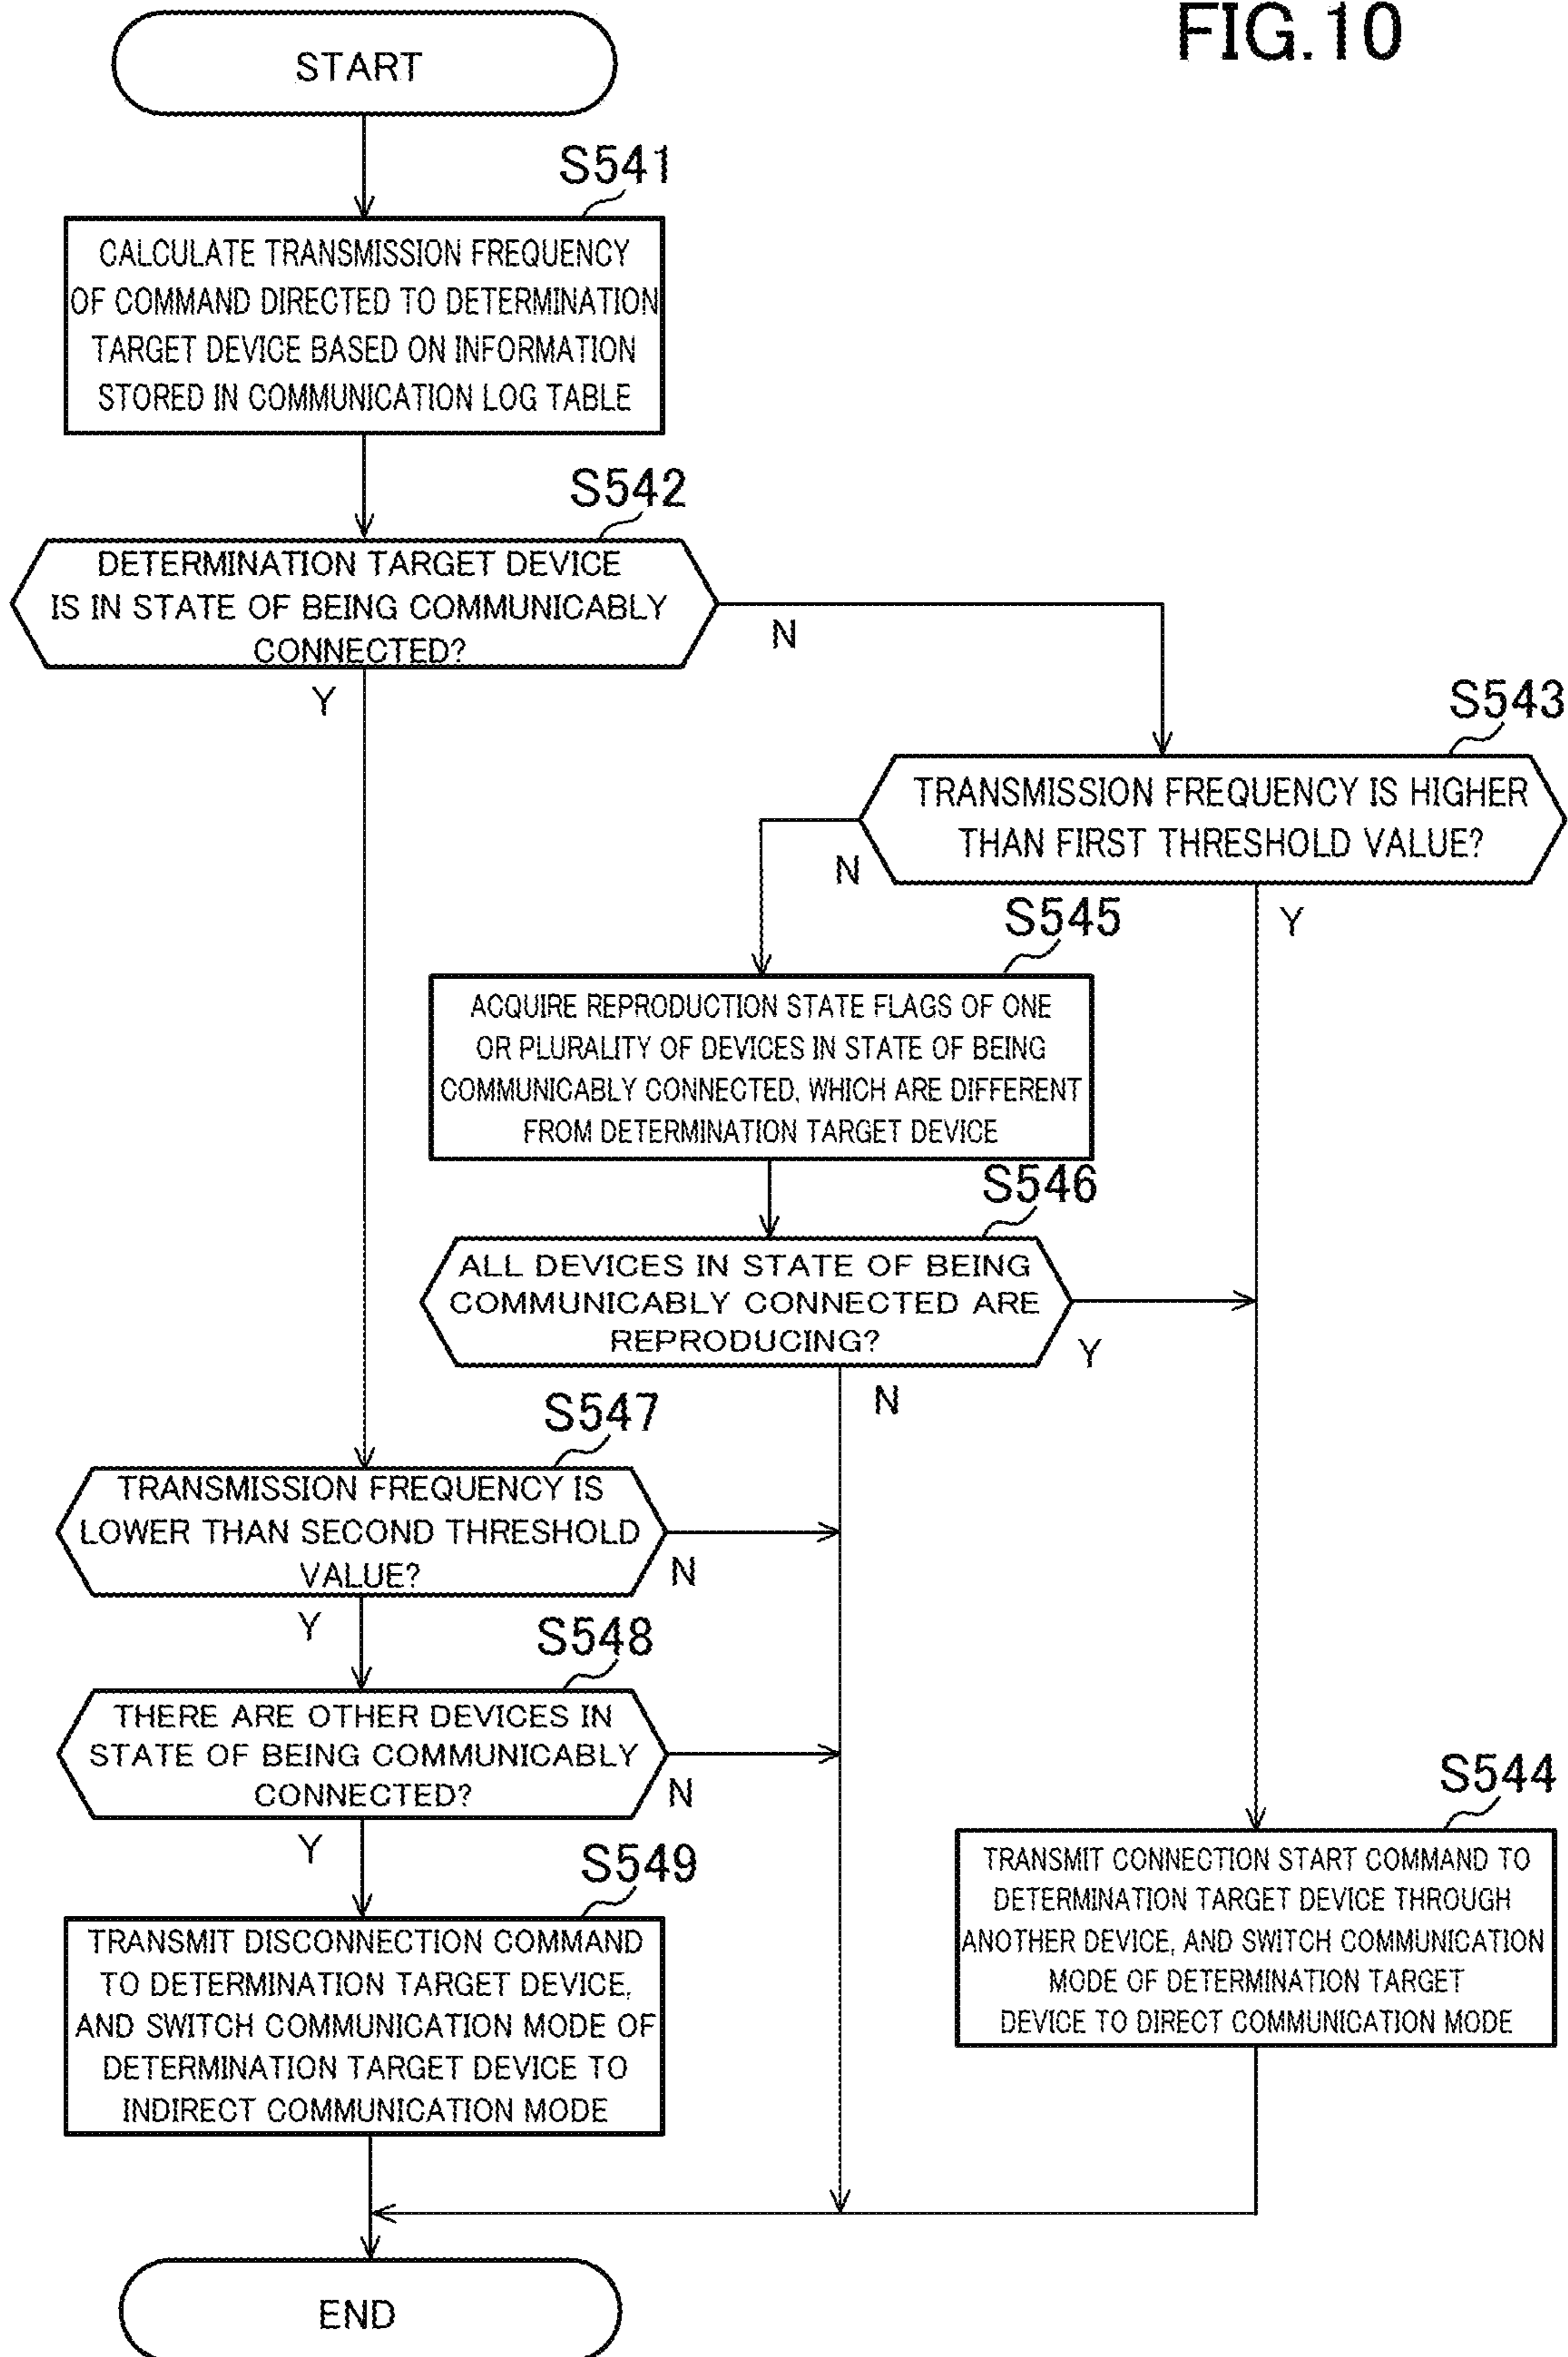 FIG.10
START
S541
CALCULATE TRANSMISSION FREQUENCY
OF COMMAND DIRECTED TO DETERMINATION
TARGET DEVICE BASED ON INFORMATION
STORED IN COMMUNICATION LOG TABLE
S542
DETERMINATION TARGET DEVICE
IS IN STATE OF BEING COMMUNICABLY
CONNECTED?
N
Y
S543
TRANSMISSION FREQUENCY IS HIGHER
THAN FIRST THRESHOLD VALUE?
N
Y
S545
ACQUIRE REPRODUCTION STATE FLAGS OF ONE
OR PLURALITY OF DEVICES IN STATE OF BEING
COMMUNICABLY CONNECTED, WHICH ARE DIFFERENT
FROM DETERMINATION TARGET DEVICE
S546
ALL DEVICES IN STATE OF BEING
COMMUNICABLY CONNECTED ARE
REPRODUCING?
Y
N
S547
TRANSMISSION FREQUENCY IS
LOWER THAN SECOND THRESHOLD
VALUE?
N
Y
S548
THERE ARE OTHER DEVICES IN
STATE OF BEING COMMUNICABLY
CONNECTED?
N
Y
S544
TRANSMIT CONNECTION START COMMAND TO
DETERMINATION TARGET DEVICE THROUGH
ANOTHER DEVICE, AND SWITCH COMMUNICATION
MODE OF DETERMINATION TARGET
DEVICE TO DIRECT COMMUNICATION MODE
S549
TRANSMIT DISCONNECTION COMMAND
TO DETERMINATION TARGET DEVICE,
AND SWITCH COMMUNICATION MODE OF
DETERMINATION TARGET DEVICE TO
INDIRECT COMMUNICATION MODE
END